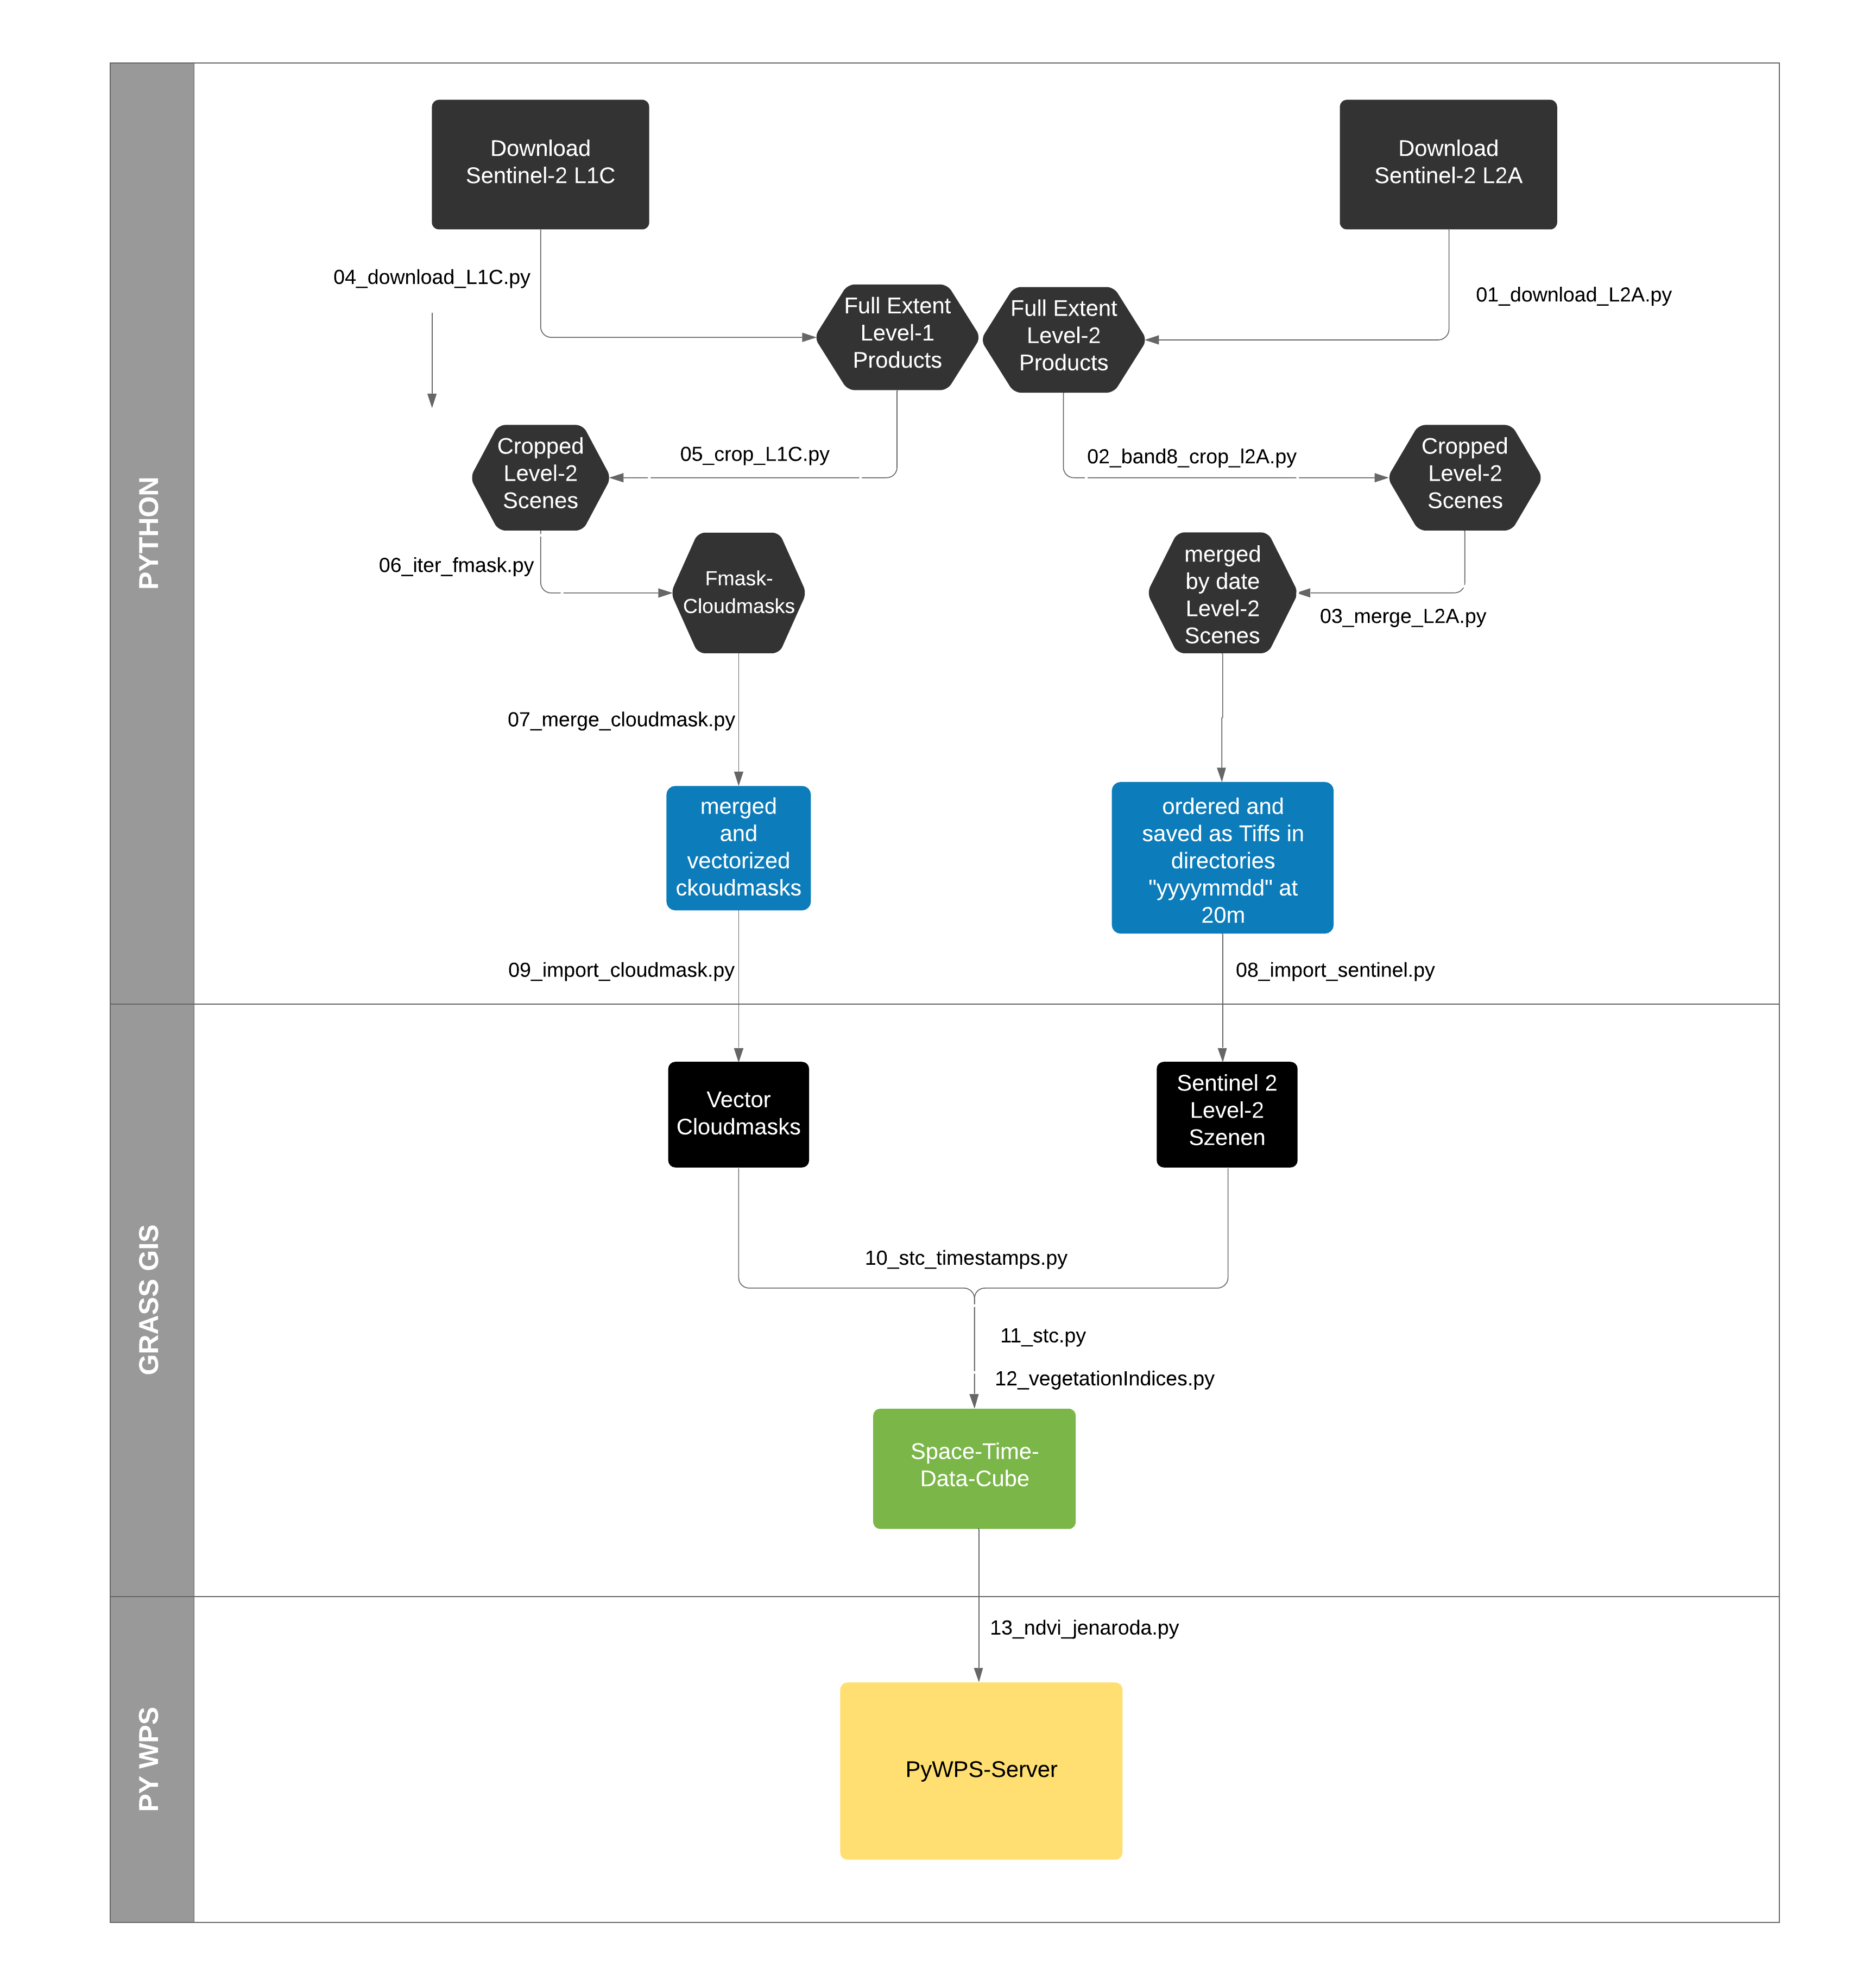 PYTHON
Download
Sentinel-2 L1C
Download
Sentinel-2 L2A
04_download_L1C.py
01_download_L2A.py
Full Extent
Level-1
Products
Full Extent
Level-2
Products
Cropped
Level-2
Scenes
05_crop_L1C.py
02_band8_crop_l2A.py
Cropped
Level-2
Scenes
06_iter_fmask.py
Fmask-
Cloudmasks
merged
by date
Level-2
Scenes
03_merge_L2A.py
07_merge_cloudmask.py
merged
and
vectorized
ckoudmasks
ordered and
saved as Tiffs in
directories
"yyyymmdd" at
20m
09_import_cloudmask.py
08_import_sentinel.py
GRASS GIS
Vector
Cloudmasks
Sentinel 2
Level-2
Szenen
10_stc_timestamps.py
11_stc.py
12_vegetationIndices.py
Space-Time-
Data-Cube
PY WPS
13_ndvi_jenaroda.py
PyWPS-Server